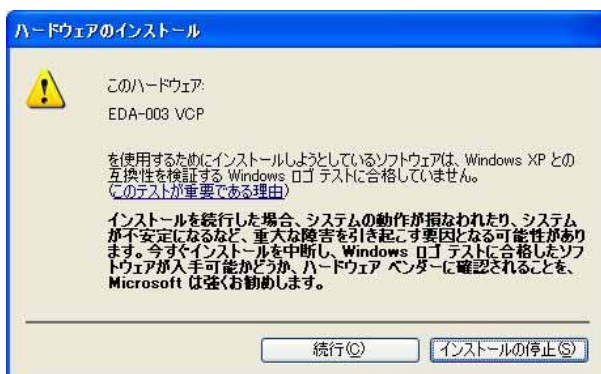 ハードウェアのインストール
このハードウェア:
EDA-003 VCP
を使用するためにインストールしようとしているソフトウェアは、Windows XP との
互換性を検証する Windows ロゴ テストに合格していません。
(このテストが重要である理由)
インストールを続行した場合、システムの動作が損なわれたり、システム
が不安定になるなど、重大な障害を引き起こす要因となる可能性があり
ます。今すぐインストールを中断し、Windows ロゴ テストに合格したソフ
トウェアが入手可能かどうか、ハードウェア ベンダーに確認されることを、
Microsoft は強くお勧めします。
続行(C)
インストールの停止(S)